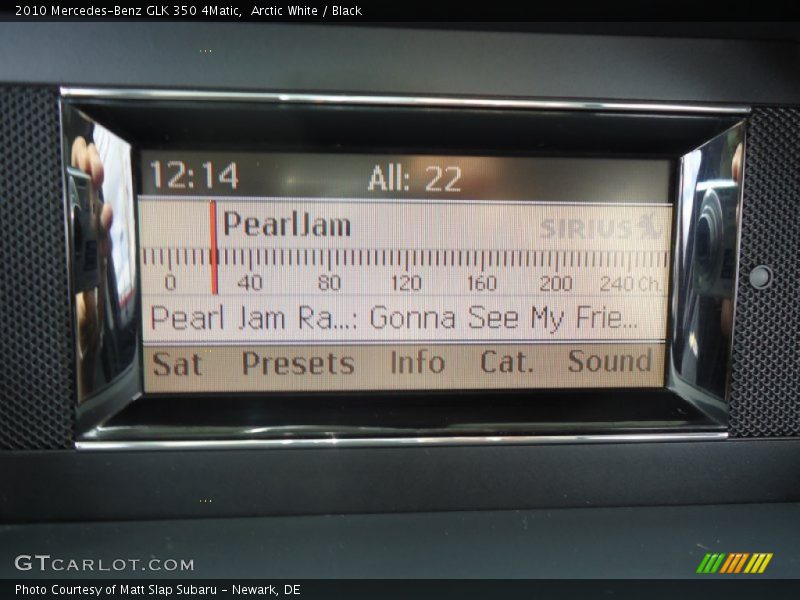 2010 Mercedes-Benz GLK 350 4Matic, Arctic White / Black
12:14 All: 22
PearlJam SIRIUS
0 40 80 120 160 200 240 Ch.
Pearl Jam Ra...: Gonna See My Frie...
Sat Presets Info Cat. Sound
GTCARLOT.COM
Photo Courtesy of Matt Slap Subaru - Newark, DE